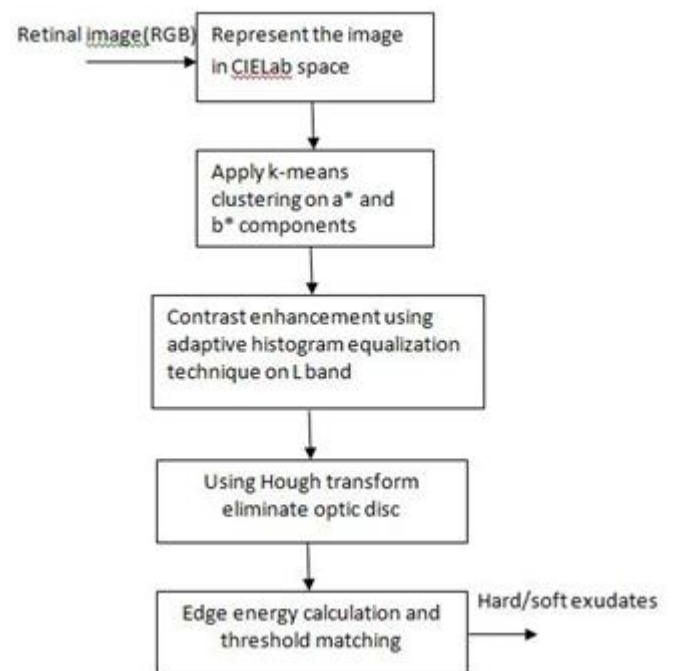 Retinal image(RGB)
Represent the image
in CIELab space
Apply k-means
clustering on a* and
b* components
Contrast enhancement using
adaptive histogram equalization
technique on L band
Using Hough transform
eliminate optic disc
Edge energy calculation and
threshold matching
Hard/soft exudates